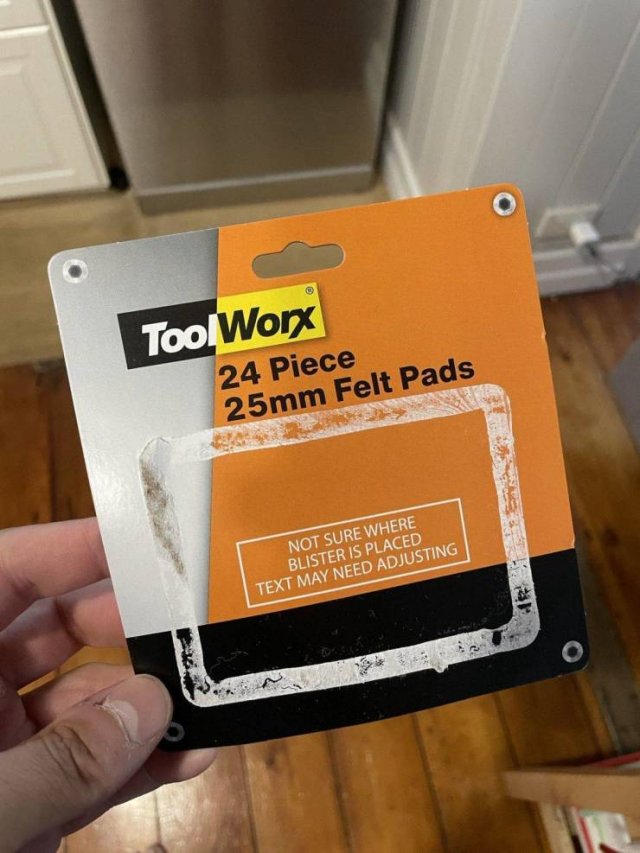 ToolWorx®
24 Piece
25mm Felt Pads
NOT SURE WHERE
BLISTER IS PLACED
TEXT MAY NEED ADJUSTING